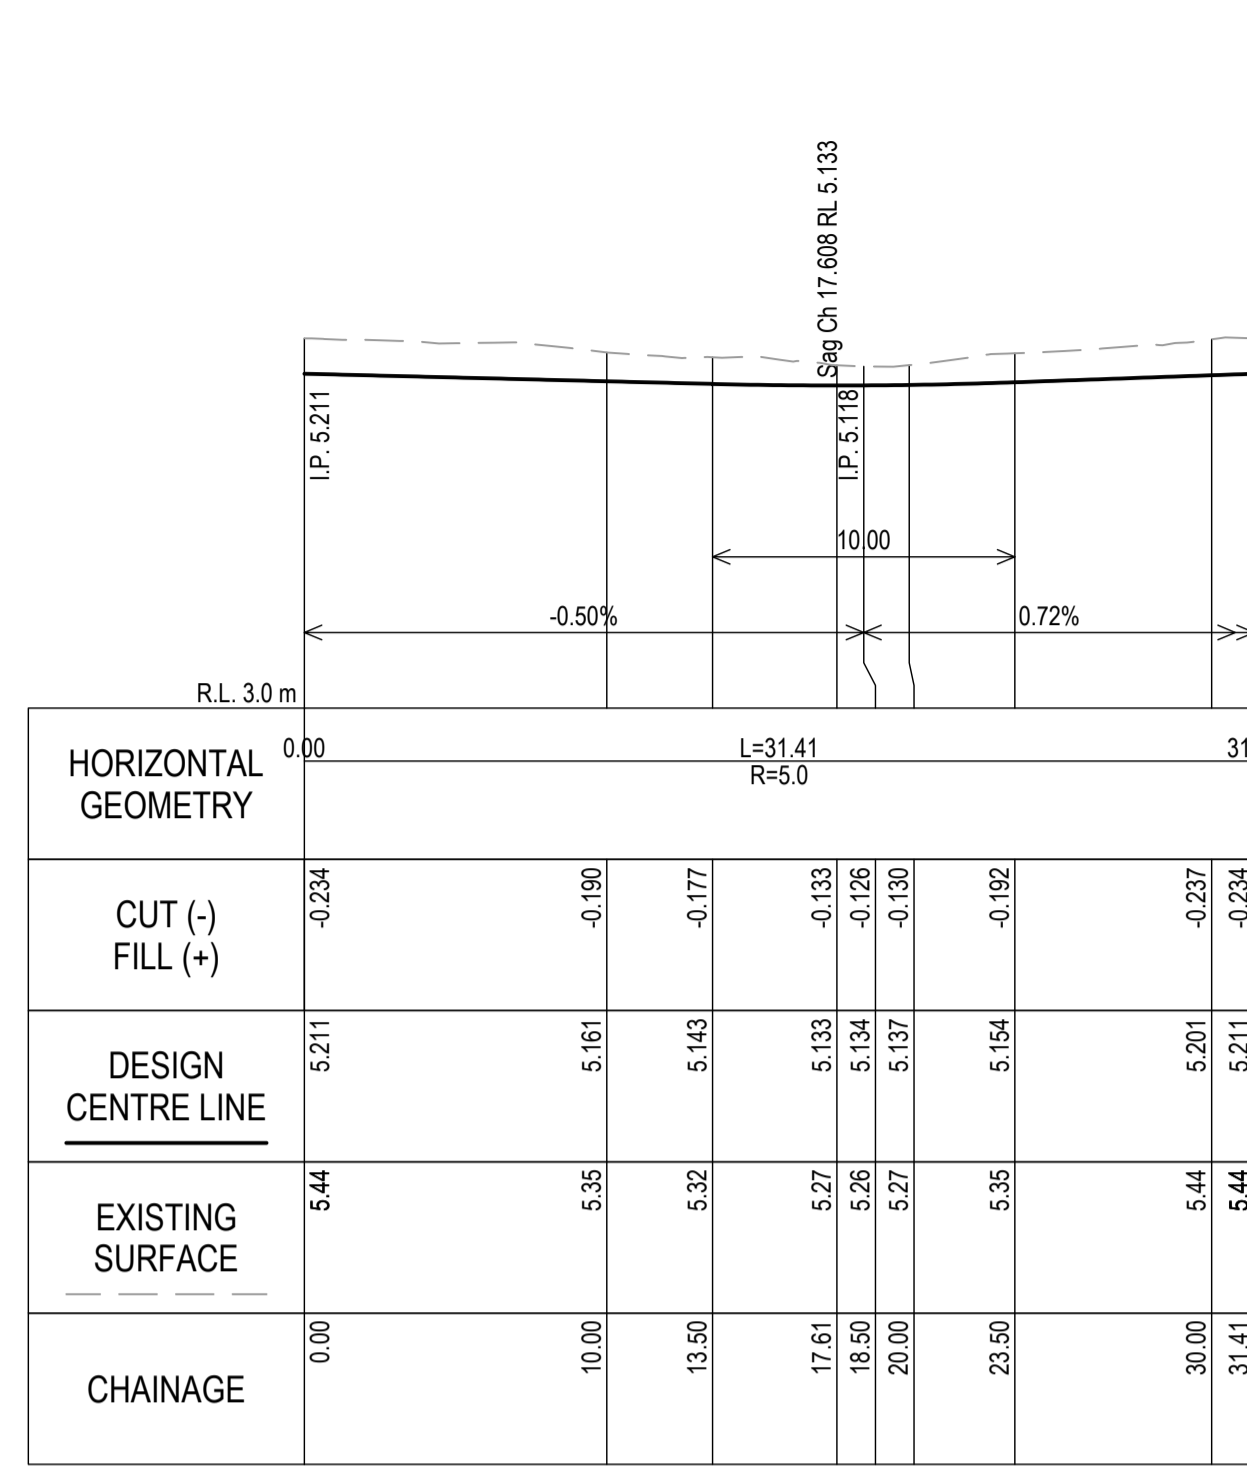 Sag Ch 17.608 RL 5.133
I.P. 5.211
I.P. 5.118
10.00
-0.50%
0.72%
R.L. 3.0 m
HORIZONTAL
GEOMETRY
0.00
L=31.41
R=5.0
31
CUT (-)
FILL (+)
-0.234
-0.190
-0.177
-0.133
-0.126
-0.130
-0.192
-0.237
-0.234
DESIGN
CENTRE LINE
5.211
5.161
5.143
5.133
5.134
5.137
5.154
5.201
5.211
EXISTING
SURFACE
5.44
5.35
5.32
5.27
5.26
5.27
5.35
5.44
5.44
CHAINAGE
0.00
10.00
13.50
17.61
18.50
20.00
23.50
30.00
31.41